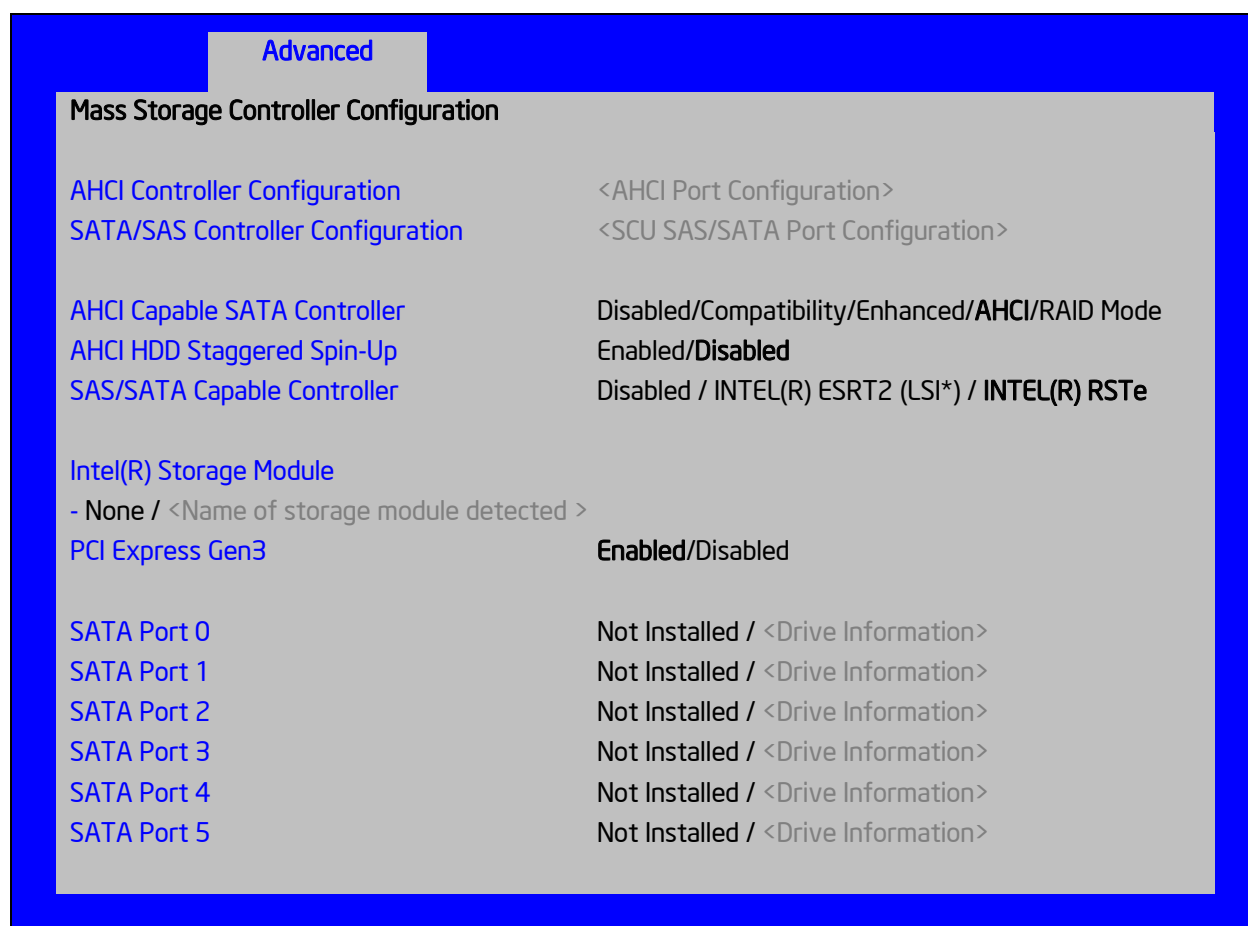 Advanced
Mass Storage Controller Configuration
AHCI Controller Configuration <AHCI Port Configuration>
SATA/SAS Controller Configuration <SCU SAS/SATA Port Configuration>
AHCI Capable SATA Controller Disabled/Compatibility/Enhanced/AHCI/RAID Mode
AHCI HDD Staggered Spin-Up Enabled/Disabled
SAS/SATA Capable Controller Disabled / INTEL(R) ESRT2 (LSI*) / INTEL(R) RSTe
Intel(R) Storage Module
- None / <Name of storage module detected >
PCI Express Gen3 Enabled/Disabled
SATA Port 0 Not Installed / <Drive Information>
SATA Port 1 Not Installed / <Drive Information>
SATA Port 2 Not Installed / <Drive Information>
SATA Port 3 Not Installed / <Drive Information>
SATA Port 4 Not Installed / <Drive Information>
SATA Port 5 Not Installed / <Drive Information>